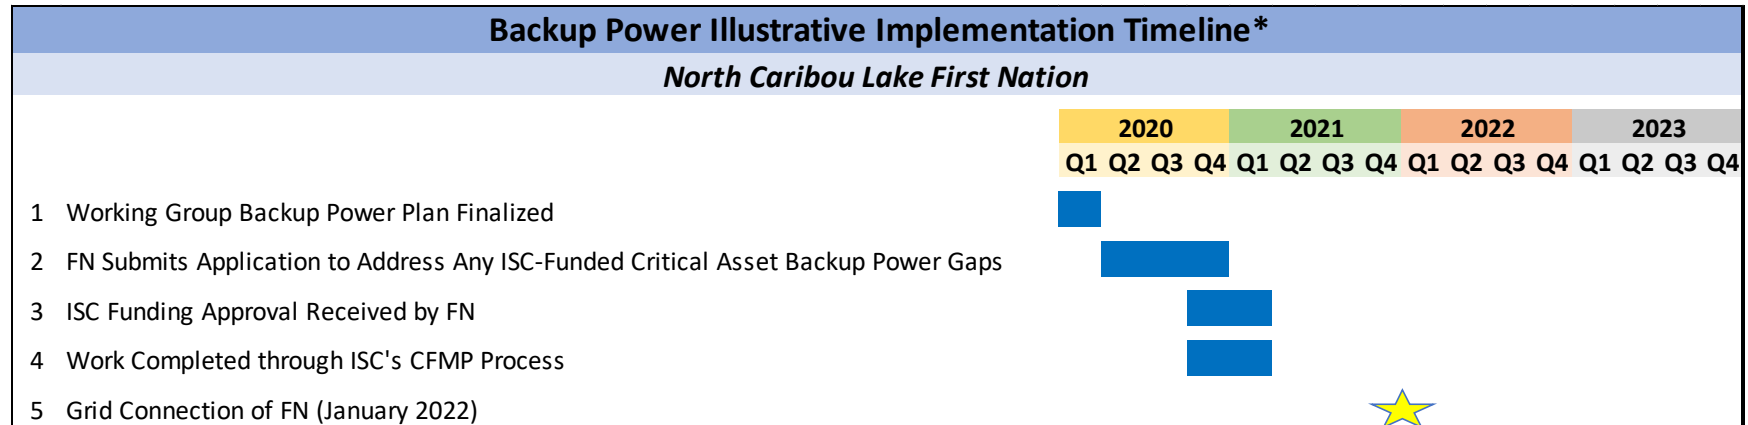 Backup Power Illustrative Implementation Timeline*
North Caribou Lake First Nation
2020 2021 2022 2023
Q1 Q2 Q3 Q4 Q1 Q2 Q3 Q4 Q1 Q2 Q3 Q4 Q1 Q2 Q3 Q4
1 Working Group Backup Power Plan Finalized
2 FN Submits Application to Address Any ISC-Funded Critical Asset Backup Power Gaps
3 ISC Funding Approval Received by FN
4 Work Completed through ISC's CFMP Process
5 Grid Connection of FN (January 2022)